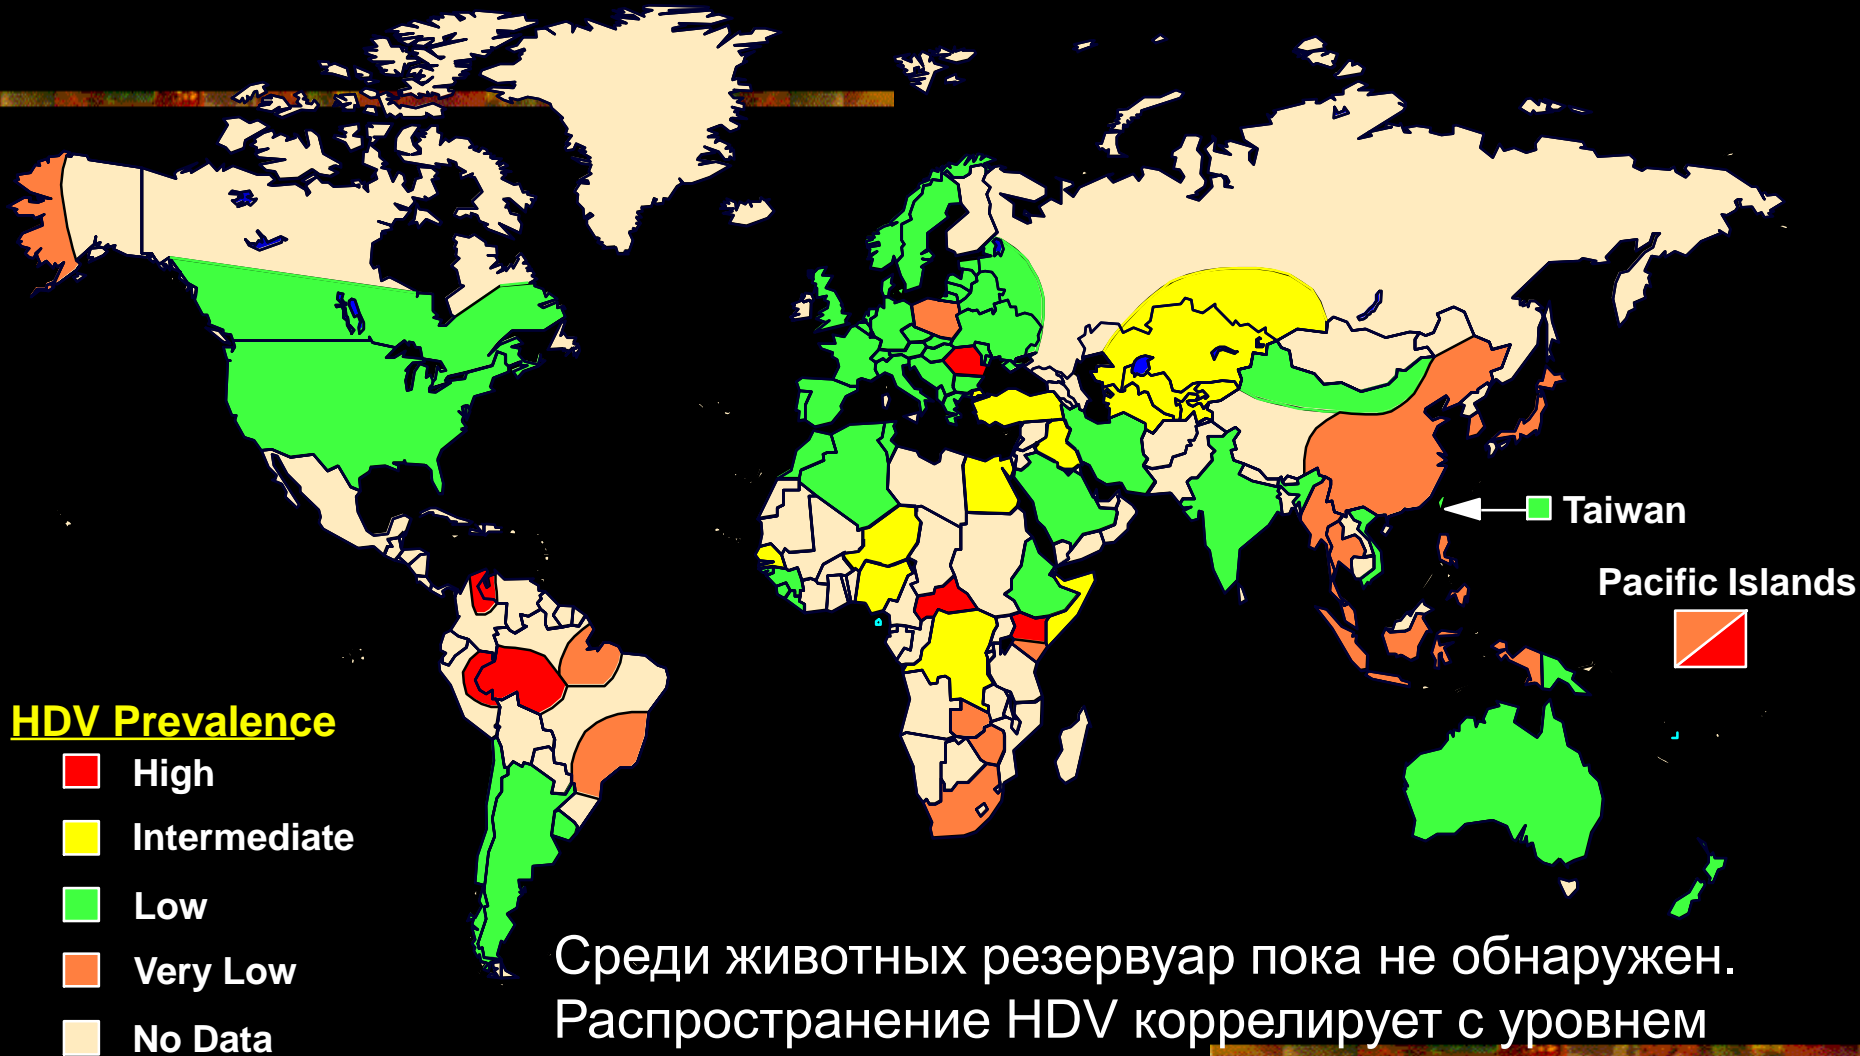 Taiwan
Pacific Islands
HDV Prevalence
High
Intermediate
Low
Very Low
No Data
Среди животных резервуар пока не обнаружен.
Распространение HDV коррелирует с уровнем